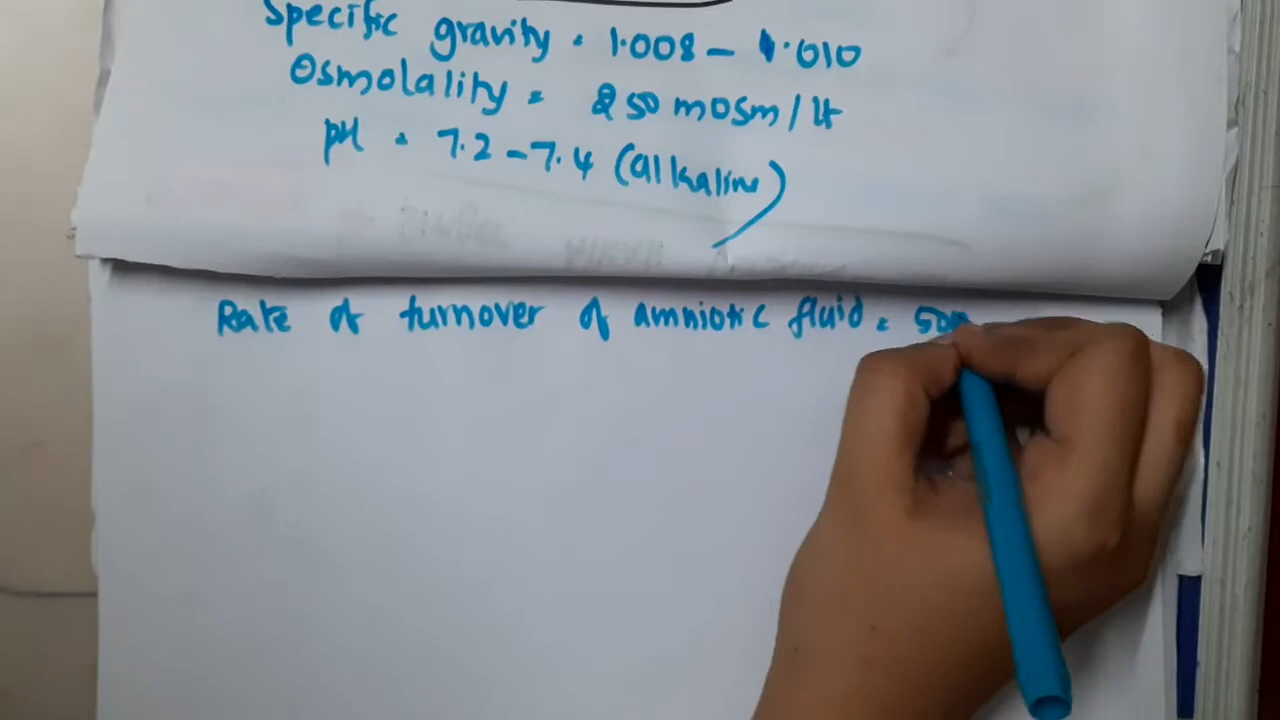 Specific gravity = 1.008 - 1.010
Osmolality = 250 mosm/lt
pH = 7.2 - 7.4 (alkaline)
Rate of turnover of amniotic fluid = 500